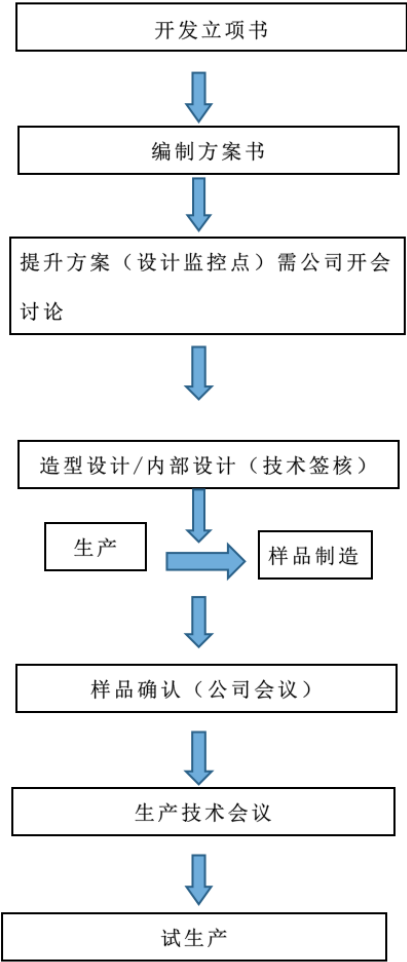 开发立项书
编制方案书
提升方案（设计监控点）需公司开会
讨论
造型设计/内部设计（技术签核）
生产
样品制造
样品确认（公司会议）
生产技术会议
试生产